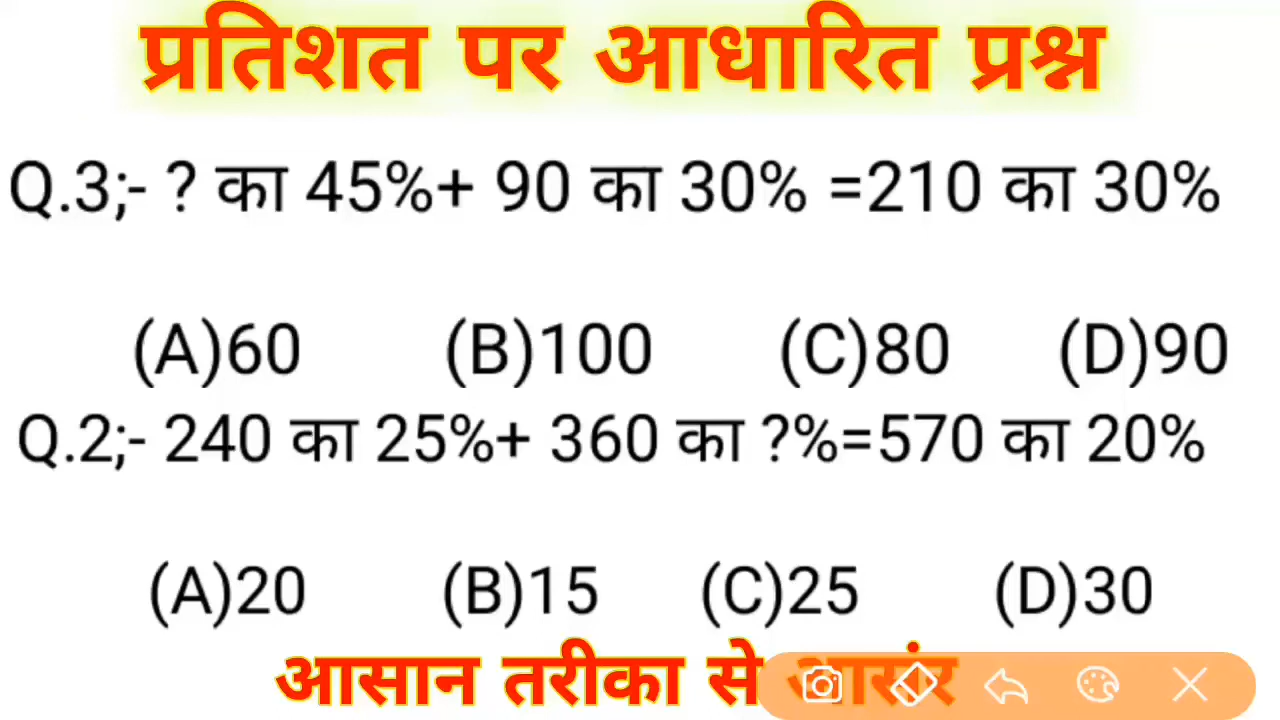 प्रतिशत पर आधारित प्रश्न
Q.3;- ? का 45%+ 90 का 30% =210 का 30%
(A)60 (B)100 (C)80 (D)90
Q.2;- 240 का 25%+ 360 का ?%=570 का 20%
(A)20 (B)15 (C)25 (D)30
आसान तरीका से